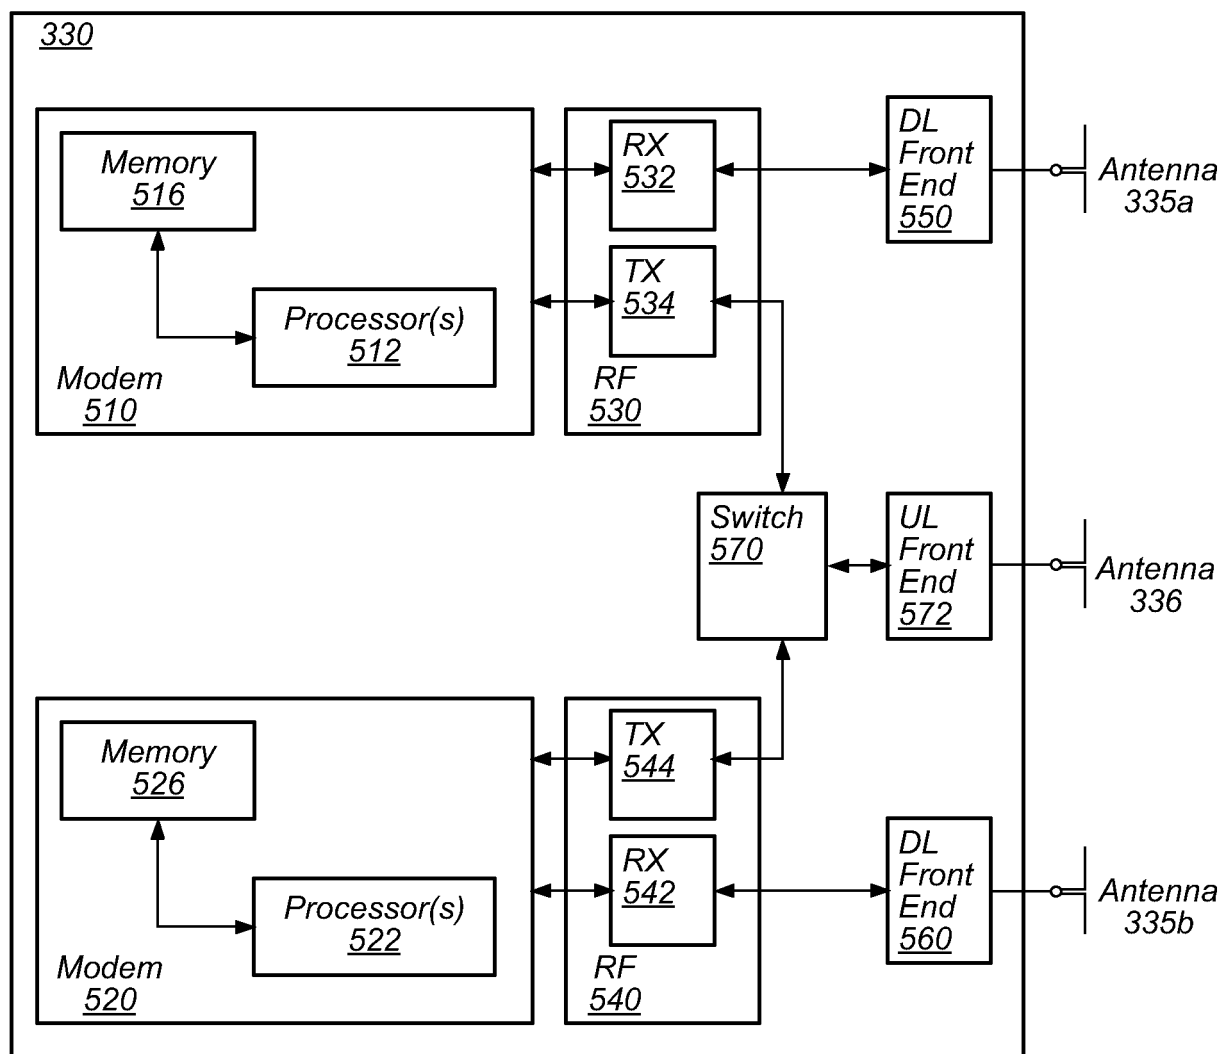 330
Memory
516
Processor(s)
512
Modem
510
RX
532
TX
534
RF
530
DL
Front
End
550
Antenna
335a
Switch
570
UL
Front
End
572
Antenna
336
Memory
526
Processor(s)
522
Modem
520
TX
544
RX
542
RF
540
DL
Front
End
560
Antenna
335b